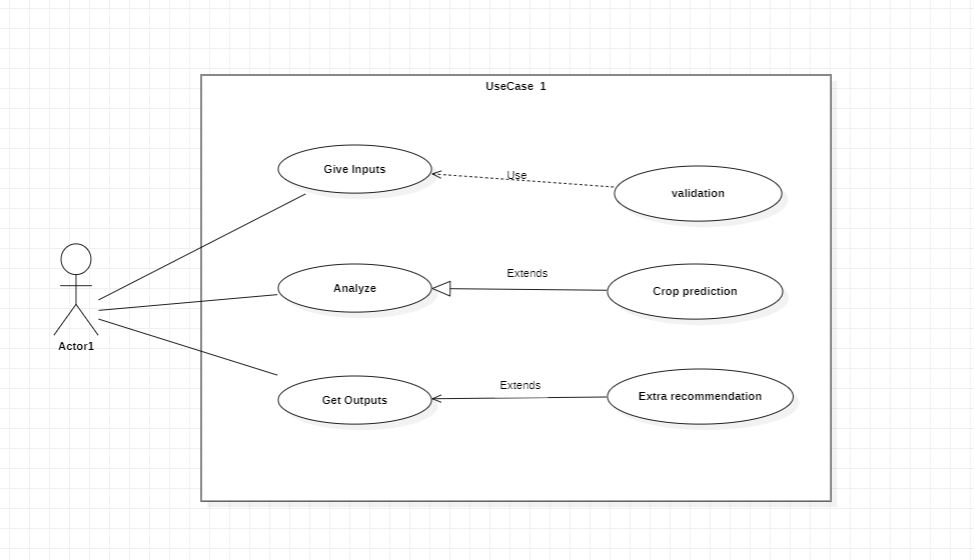 UseCase 1
Give Inputs
Use
validation
Analyze
Extends
Crop prediction
Actor1
Get Outputs
Extends
Extra recommendation